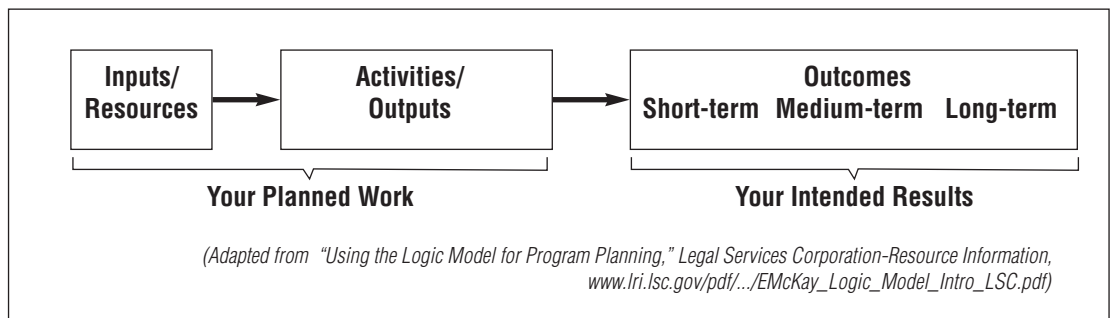 Inputs/
Resources
Activities/
Outputs
Outcomes
Short-term Medium-term Long-term
Your Planned Work
Your Intended Results
(Adapted from “Using the Logic Model for Program Planning,” Legal Services Corporation-Resource Information,
www.lri.lsc.gov/pdf/.../EMcKay_Logic_Model_Intro_LSC.pdf)